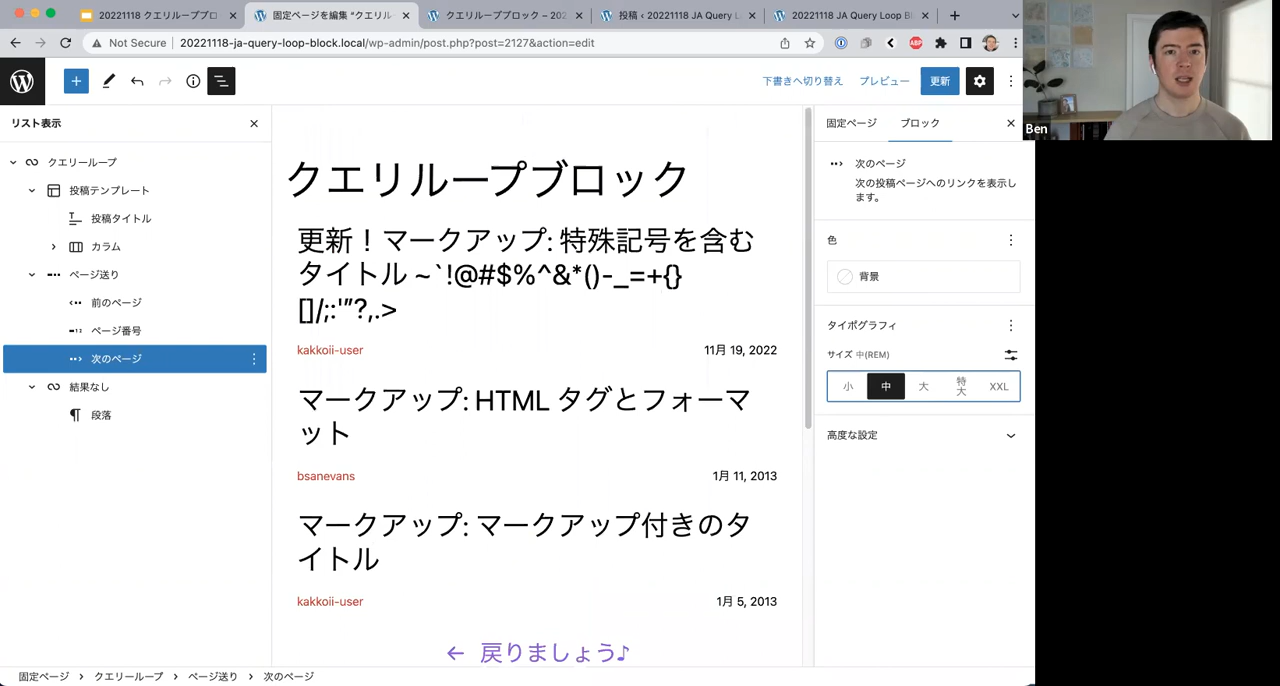 20221118 クエリループブロ
固定ページを編集 "クエリル
クエリループブロック – 202
投稿 ‹ 20221118 JA Query L
20221118 JA Query Loop Bl
Not Secure
20221118-ja-query-loop-block.local/wp-admin/post.php?post=2127&action=edit
ABP
下書きへ切り替え
プレビュー
更新
Ben
リスト表示
クエリーループ
投稿テンプレート
投稿タイトル
カラム
ページ送り
前のページ
ページ番号
次のページ
結果なし
段落
クエリループブロック
更新！マークアップ: 特殊記号を含む
タイトル ~`!@#$%^&*()-_=+{}
[]/;:'"?,.>
kakkoii-user
11月 19, 2022
マークアップ: HTML タグとフォーマ
ット
bsanevans
1月 11, 2013
マークアップ: マークアップ付きのタ
イトル
kakkoii-user
1月 5, 2013
← 戻りましょう♪
固定ページ
ブロック
次のページ
次の投稿ページへのリンクを表示し
ます。
色
背景
タイポグラフィ
サイズ 中(REM)
小
中
大
特
大
XXL
高度な設定
固定ページ › クエリーループ › ページ送り › 次のページ